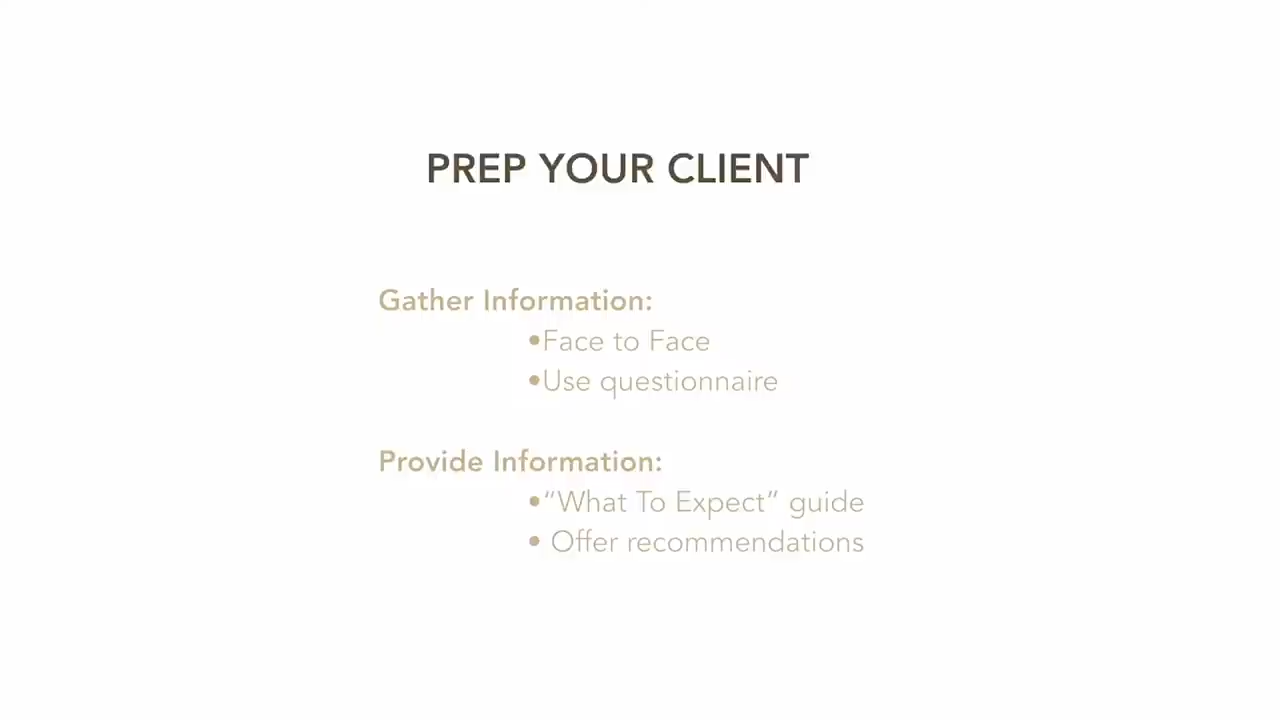 PREP YOUR CLIENT
Gather Information:
•Face to Face
•Use questionnaire
Provide Information:
•“What To Expect” guide
• Offer recommendations